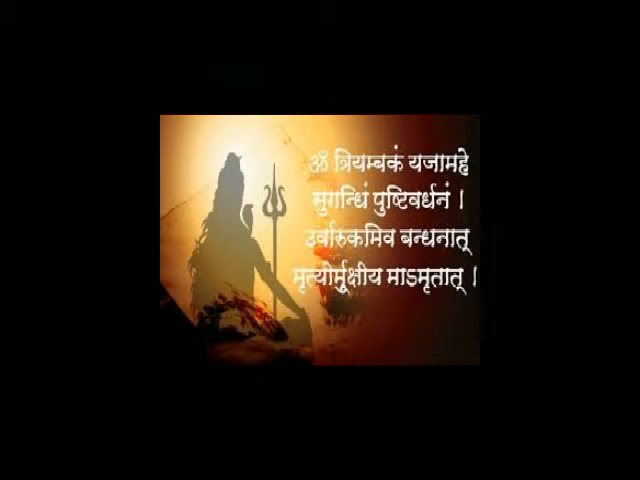 ॐ त्रियम्बकं यजामहे
सुगन्धिं पुष्टिवर्धनं ।
उर्वारुकमिव बन्धनात्
मृत्योर्मुक्षीय माऽमृतात् ।